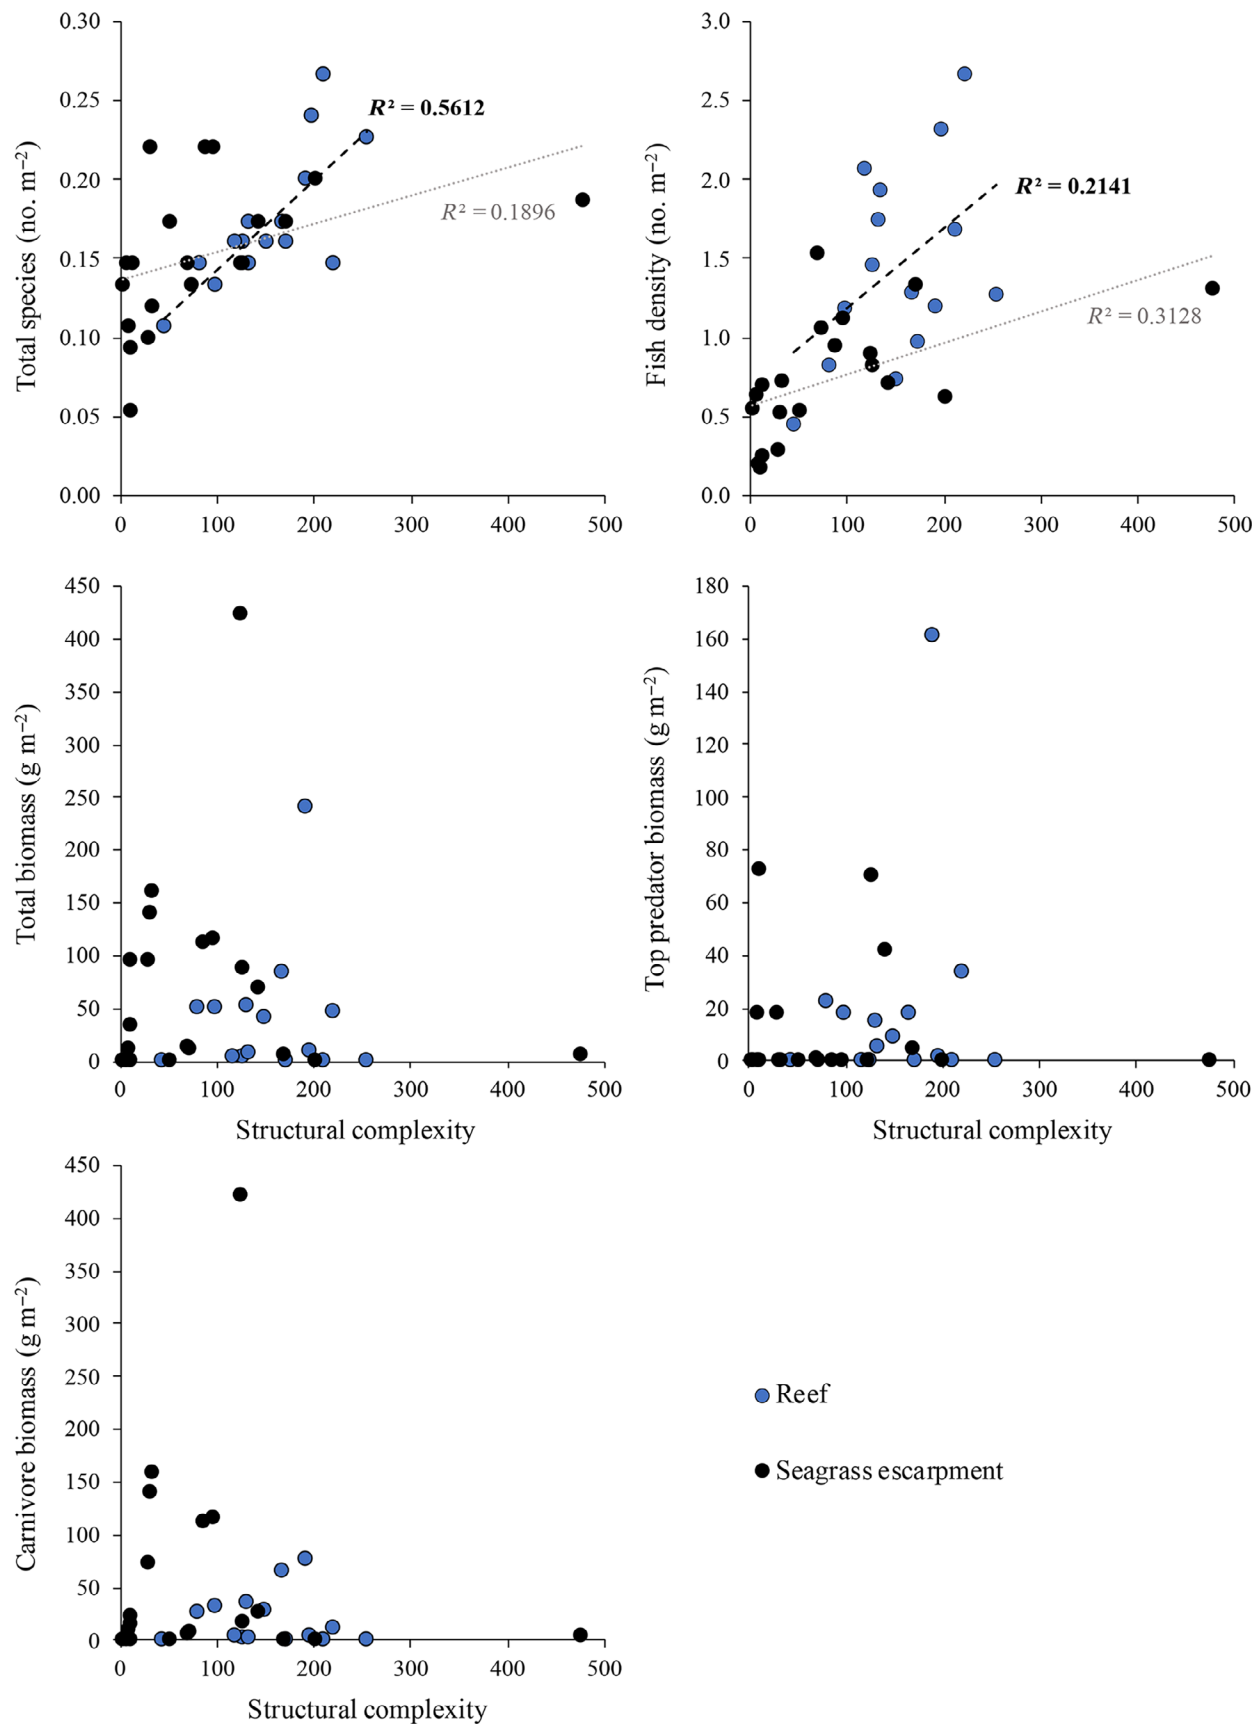 Total species (no. m⁻²)
0.30
0.25
0.20
0.15
0.10
0.05
0.00
0 100 200 300 400 500
R² = 0.5612
R² = 0.1896
Fish density (no. m⁻²)
3.0
2.5
2.0
1.5
1.0
0.5
0.0
0 100 200 300 400 500
R² = 0.2141
R² = 0.3128
Total biomass (g m⁻²)
450
400
350
300
250
200
150
100
50
0
0 100 200 300 400 500
Structural complexity
Top predator biomass (g m⁻²)
180
160
140
120
100
80
60
40
20
0
0 100 200 300 400 500
Structural complexity
Carnivore biomass (g m⁻²)
450
400
350
300
250
200
150
100
50
0
0 100 200 300 400 500
Structural complexity
Reef
Seagrass escarpment